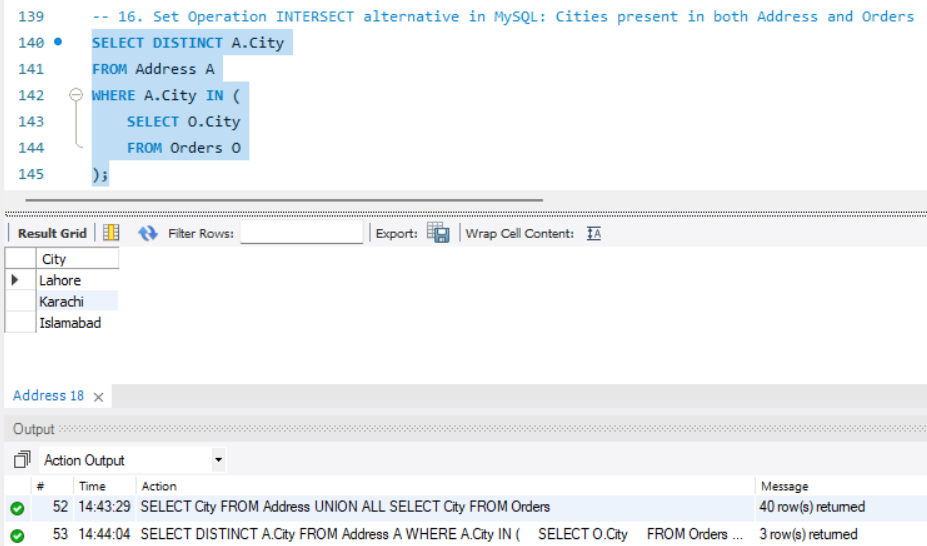 139 -- 16. Set Operation INTERSECT alternative in MySQL: Cities present in both Address and Orders
140 SELECT DISTINCT A.City
141 FROM Address A
142 WHERE A.City IN (
143 SELECT O.City
144 FROM Orders O
145 );
Result Grid Filter Rows: Export: Wrap Cell Content: IA
City
Lahore
Karachi
Islamabad
Address 18 ×
Output
Action Output
# Time Action Message
52 14:43:29 SELECT City FROM Address UNION ALL SELECT City FROM Orders 40 row(s) returned
53 14:44:04 SELECT DISTINCT A.City FROM Address A WHERE A.City IN ( SELECT O.City FROM Orders ... 3 row(s) returned